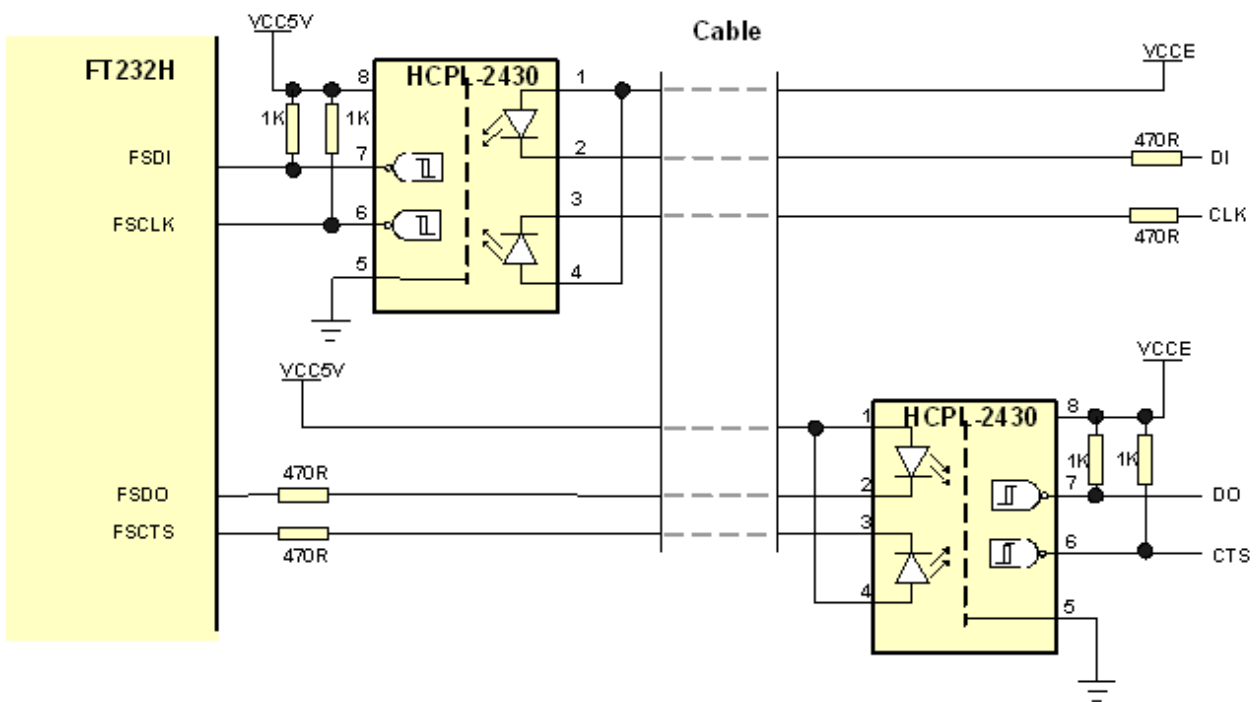 VCC5V
Cable
VCCE
FT232H
8
HCPL-2430
1
1K
1K
470R
FSDI
7
2
DI
3
FSCLK
6
CLK
470R
5
4
VCCE
VCC5V
1
HCPL-2430
8
470R
1K
1K
FSDO
2
7
DO
FSCTS
3
470R
6
CTS
4
5